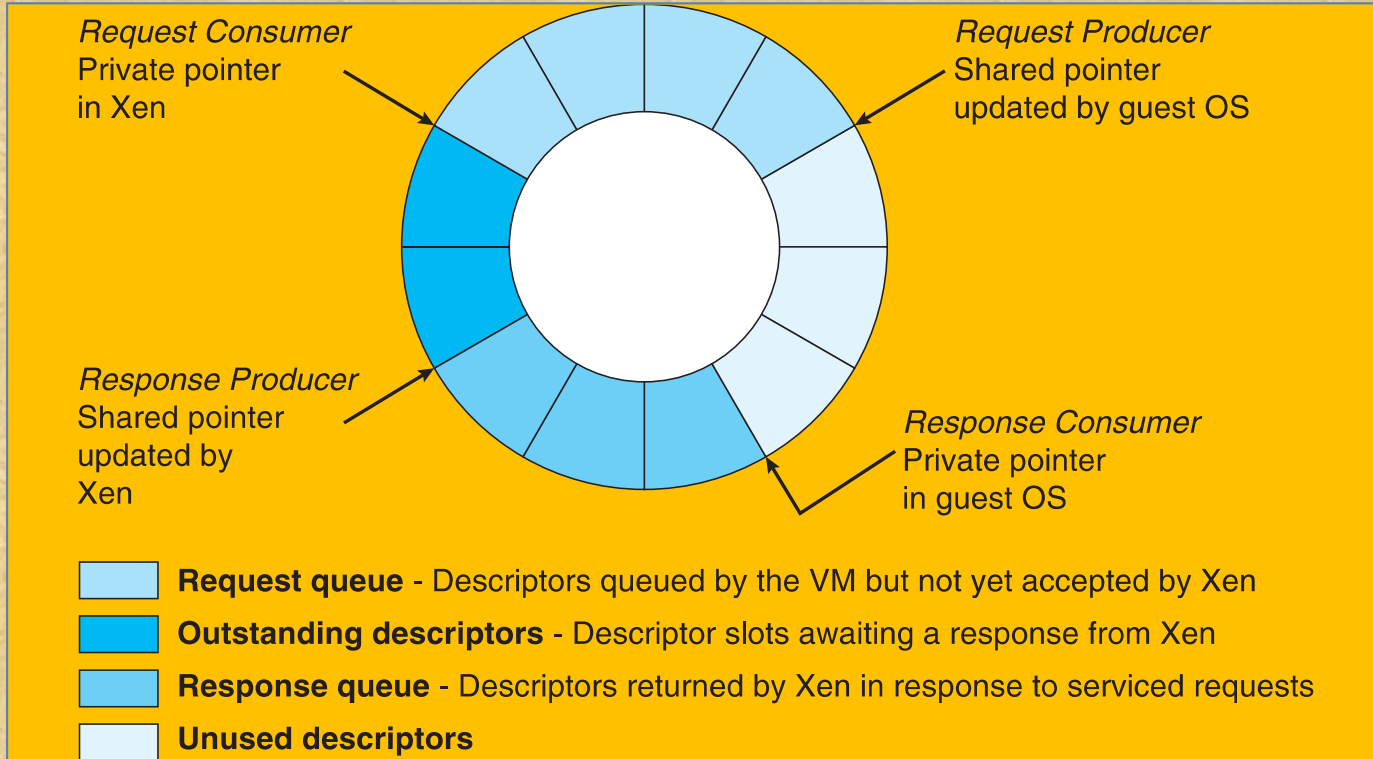 Request Consumer
Private pointer
in Xen
Request Producer
Shared pointer
updated by guest OS
Response Producer
Shared pointer
updated by
Xen
Response Consumer
Private pointer
in guest OS
Request queue - Descriptors queued by the VM but not yet accepted by Xen
Outstanding descriptors - Descriptor slots awaiting a response from Xen
Response queue - Descriptors returned by Xen in response to serviced requests
Unused descriptors